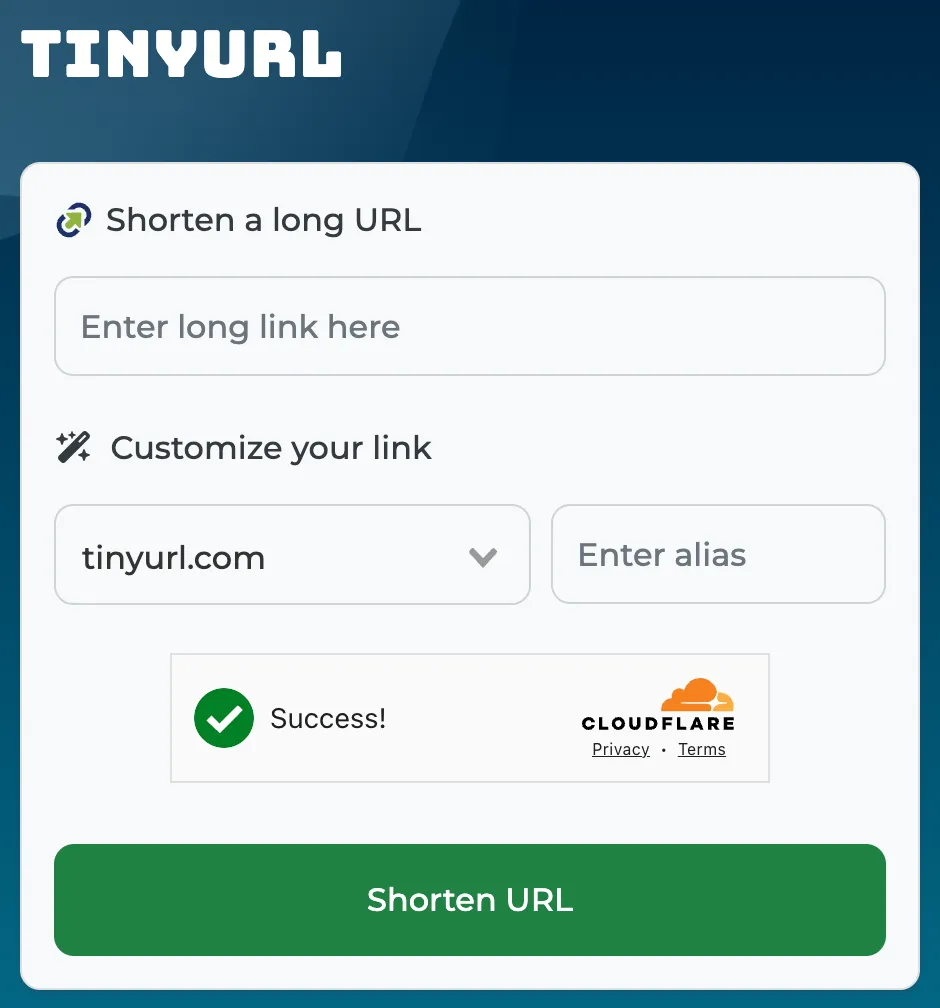 TINYURL
Shorten a long URL
Enter long link here
Customize your link
tinyurl.com
Enter alias
Success!
CLOUDFLARE
Privacy • Terms
Shorten URL